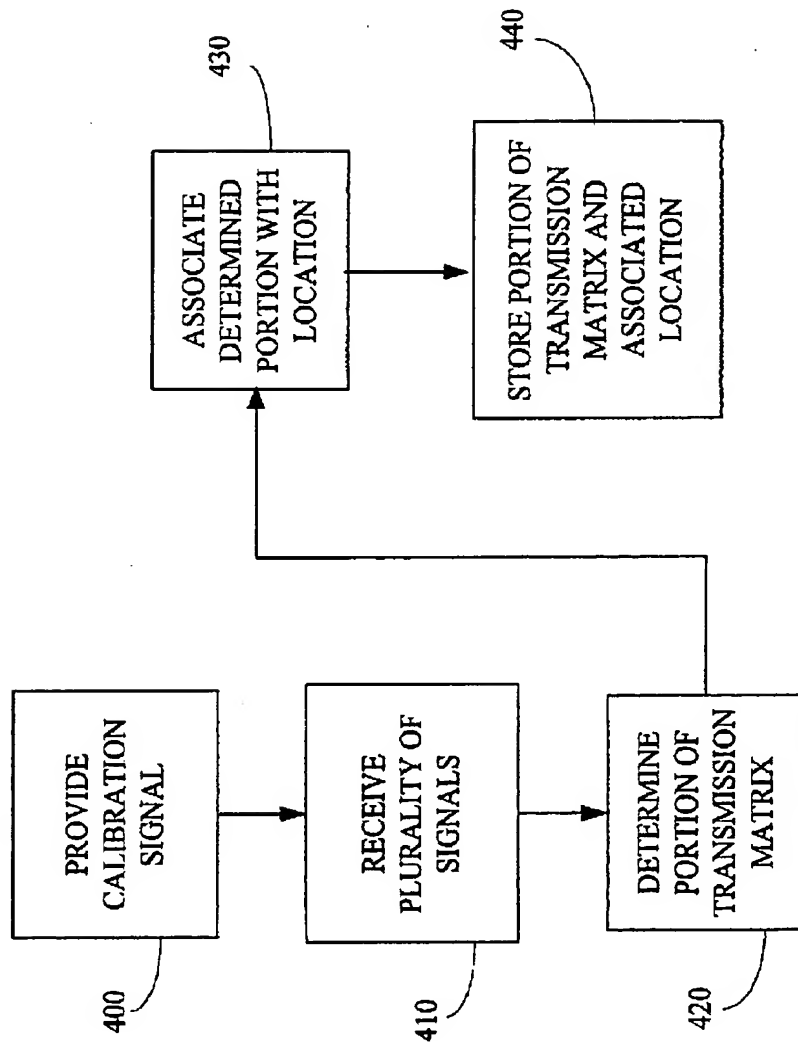 PROVIDE
CALIBRATION
SIGNAL
400
RECEIVE
PLURALITY OF
SIGNALS
410
DETERMINE
PORTION OF
TRANSMISSION
MATRIX
420
ASSOCIATE
DETERMINED
PORTION WITH
LOCATION
430
STORE PORTION OF
TRANSMISSION
MATRIX AND
ASSOCIATED
LOCATION
440